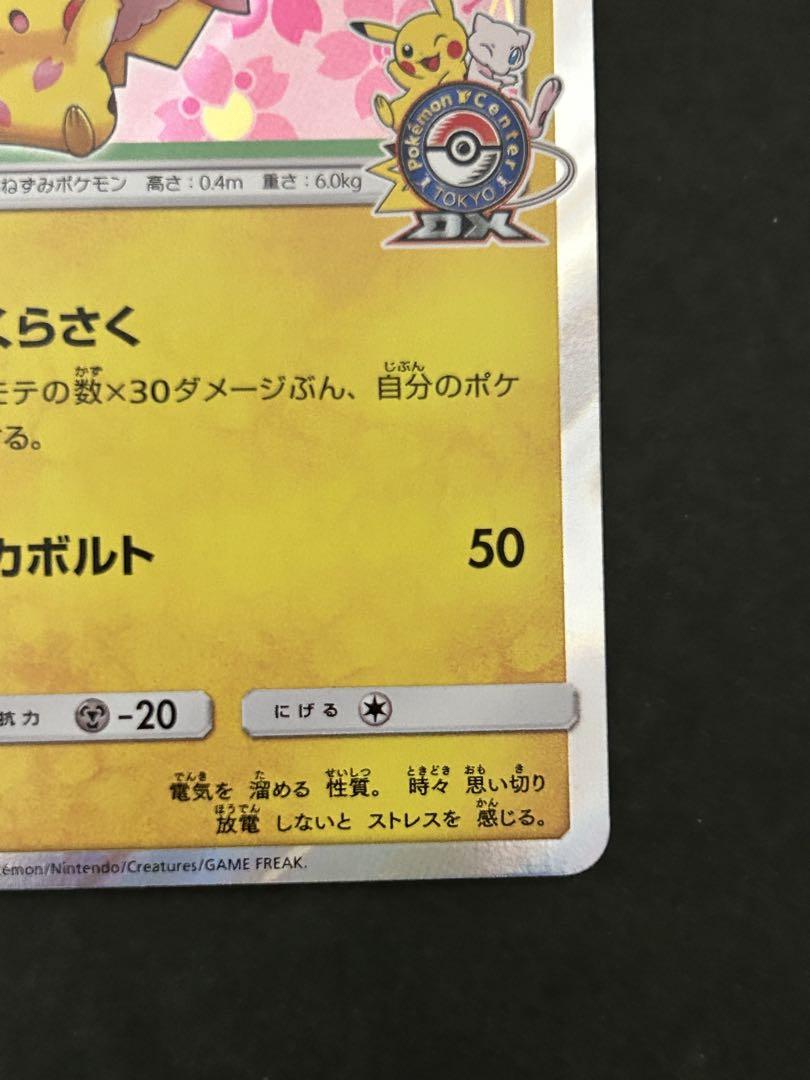 Pokémon Center
TOKYO
DX
ねずみポケモン 高さ：0.4m 重さ：6.0kg
らさく
モテの数×30ダメージぶん、自分のポケ
する。
カボルト 50
抗力 -20 にげる
電気を 溜める 性質。 時々 思い切り
放電 しないと ストレスを 感じる。
émon/Nintendo/Creatures/GAME FREAK.